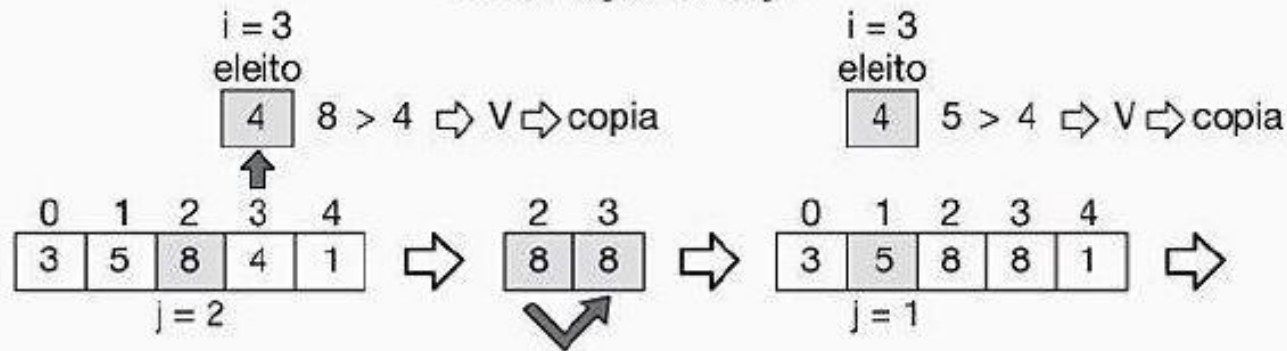 i = 3
eleito
4 8 > 4 ⇨ V ⇨ copia
0 1 2 3 4
3 5 8 4 1
j = 2
2 3
8 8
i = 3
eleito
4 5 > 4 ⇨ V ⇨ copia
0 1 2 3 4
3 5 8 8 1
j = 1